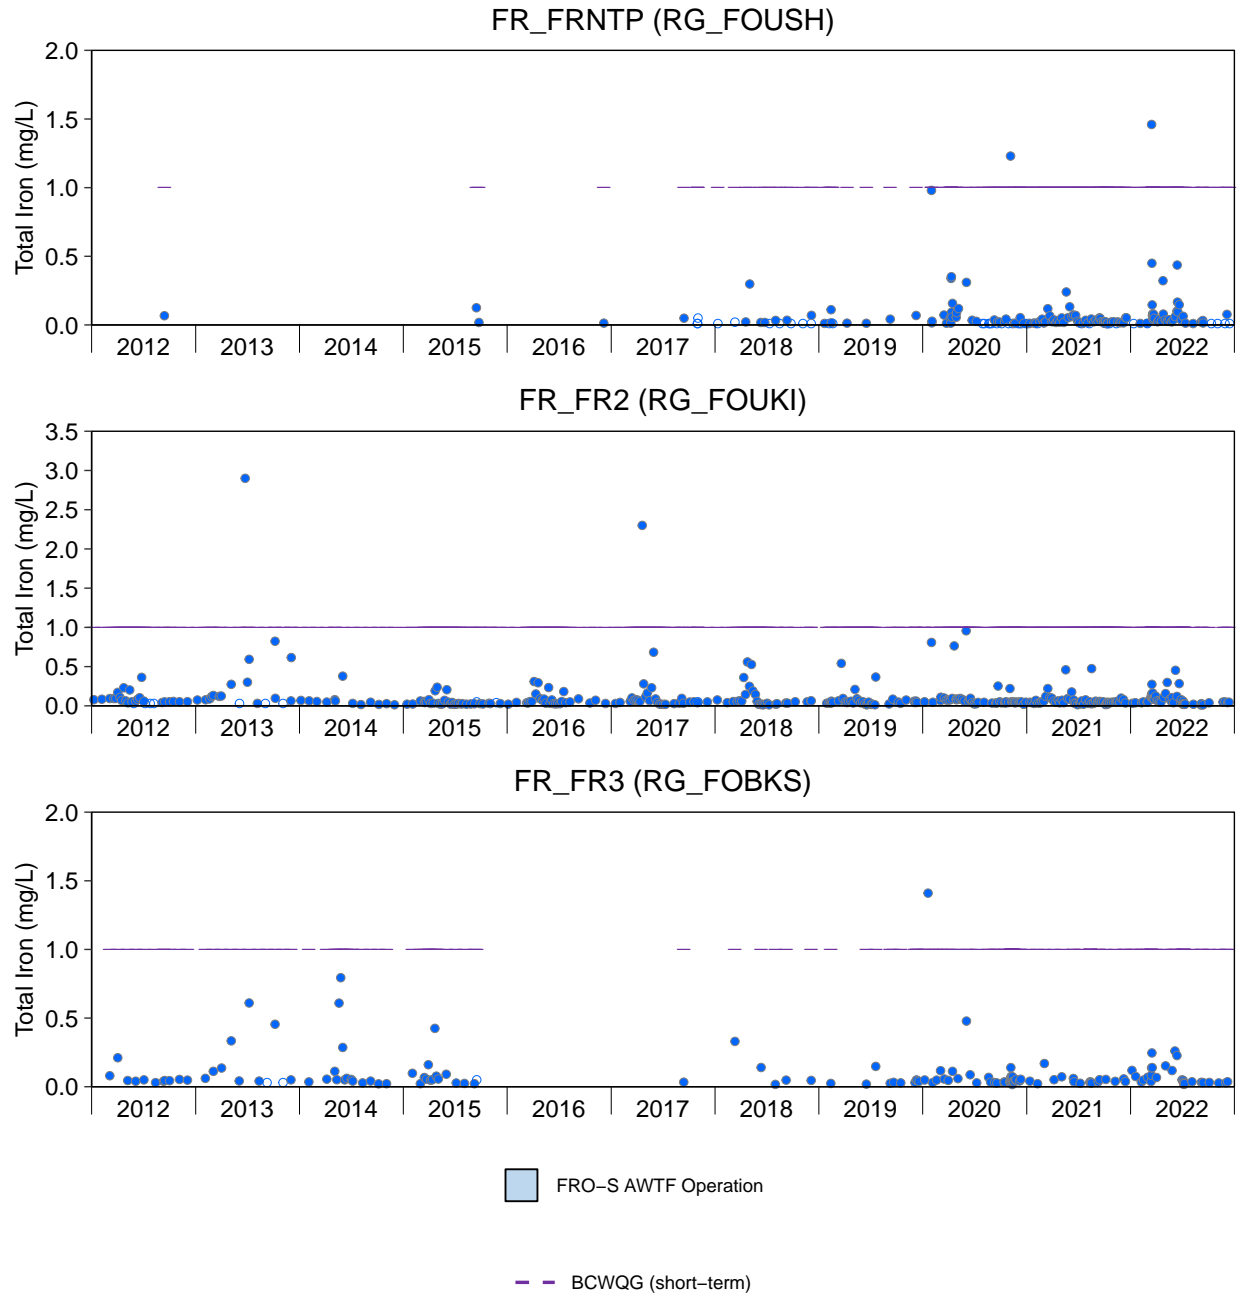 FR_FRNTP (RG_FOUSH)
Total Iron (mg/L)
2.0
1.5
1.0
0.5
0.0
2012 2013 2014 2015 2016 2017 2018 2019 2020 2021 2022
FR_FR2 (RG_FOUKI)
Total Iron (mg/L)
3.5
3.0
2.5
2.0
1.5
1.0
0.5
0.0
2012 2013 2014 2015 2016 2017 2018 2019 2020 2021 2022
FR_FR3 (RG_FOBKS)
Total Iron (mg/L)
2.0
1.5
1.0
0.5
0.0
2012 2013 2014 2015 2016 2017 2018 2019 2020 2021 2022
FRO−S AWTF Operation
BCWQG (short−term)